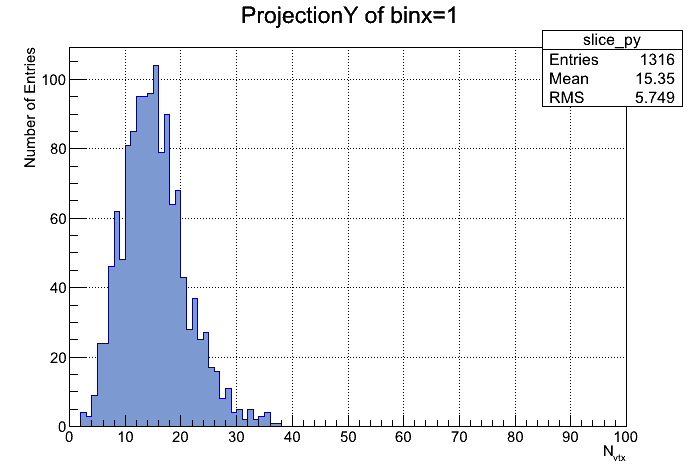 ProjectionY of binx=1
slice_py
Entries 1316
Mean 15.35
RMS 5.749
Number of Entries
100
80
60
40
20
0
0 10 20 30 40 50 60 70 80 90 100
N_vtx